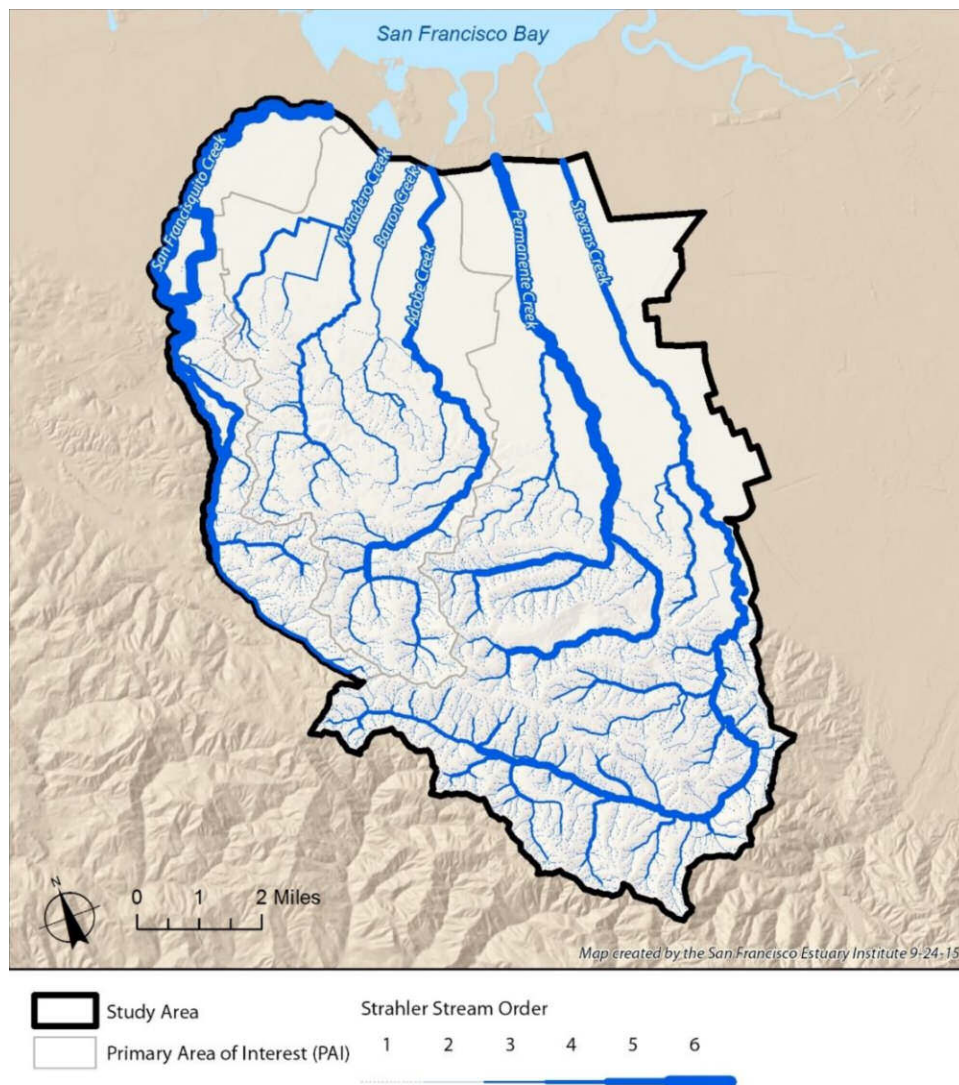 San Francisco Bay
San Francisquito Creek
Matadero Creek
Barron Creek
Adobe Creek
Permanente Creek
Stevens Creek
N
0 1 2 Miles
Map created by the San Francisco Estuary Institute 9-24-15
Study Area
Primary Area of Interest (PAI)
Strahler Stream Order
1 2 3 4 5 6